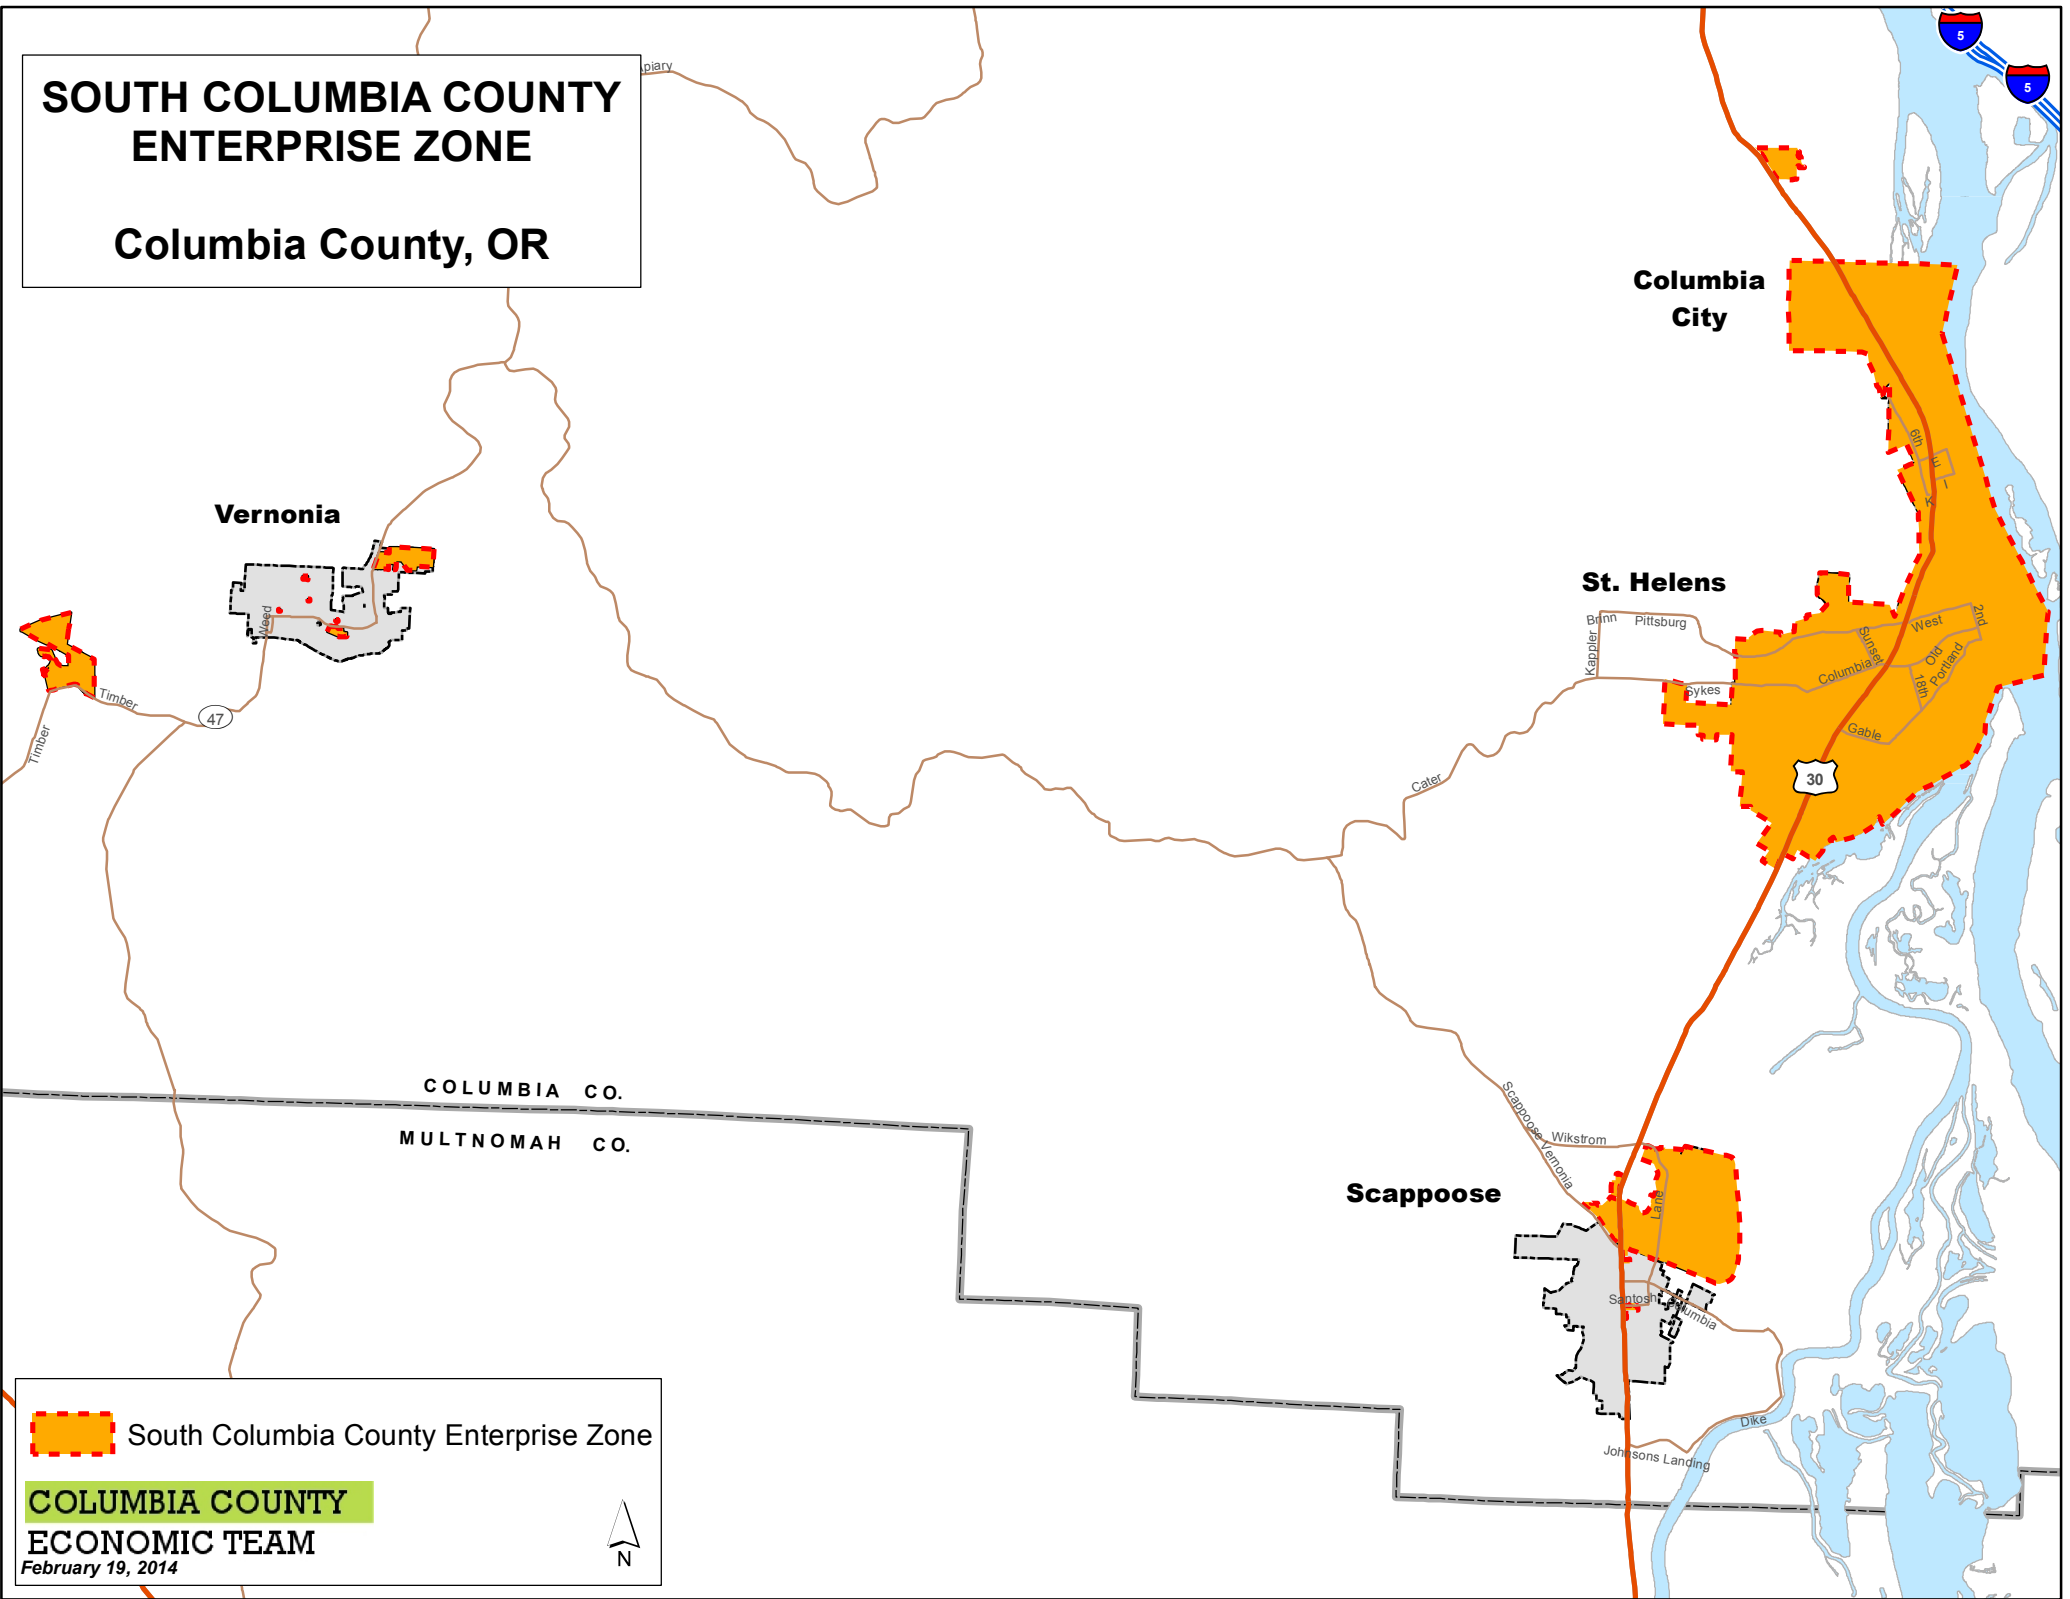 SOUTH COLUMBIA COUNTY
ENTERPRISE ZONE
Columbia County, OR
5
5
Columbia
City
6th
E
I
K
Vernonia
Weed
Timber
Timber
47
St. Helens
Brinn
Pittsburg
Kappler
Sykes
Cater
Sunset
Columbia
West
2nd
Old
Portland
18th
Gable
30
COLUMBIA CO.
MULTNOMAH CO.
Scappoose Vernonia
Wikstrom
Lane
Scappoose
Santosh
Columbia
Dike
Johnsons Landing
South Columbia County Enterprise Zone
COLUMBIA COUNTY
ECONOMIC TEAM
February 19, 2014
N